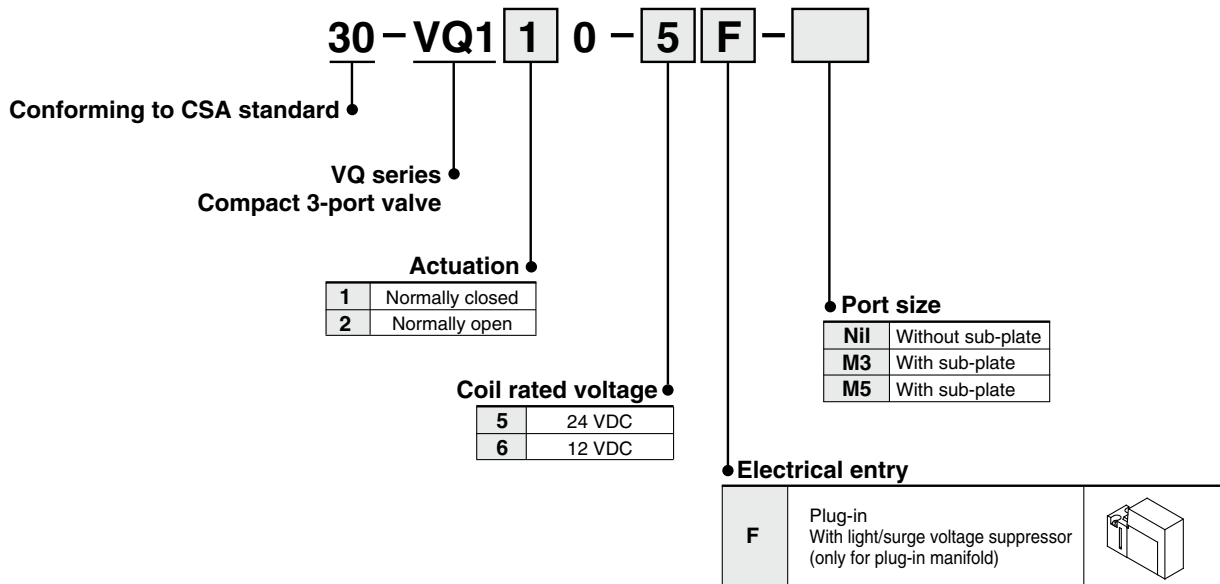 30-VQ1 1 0-5 F-
Conforming to CSA standard
VQ series
Compact 3-port valve
Actuation
1 Normally closed
2 Normally open
Port size
Nil Without sub-plate
M3 With sub-plate
M5 With sub-plate
Coil rated voltage
5 24 VDC
6 12 VDC
Electrical entry
F
Plug-in
With light/surge voltage suppressor
(only for plug-in manifold)